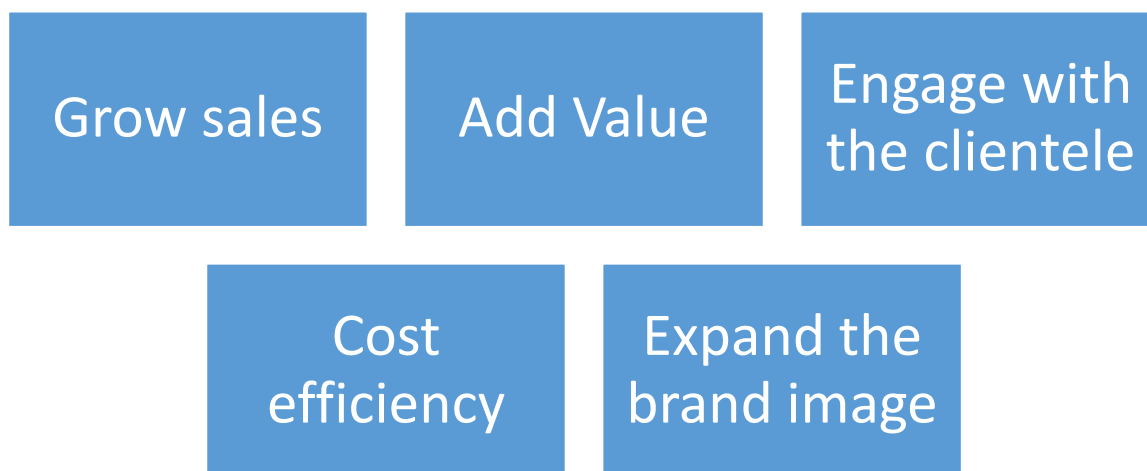 Grow sales
Add Value
Engage with
the clientele
Cost
efficiency
Expand the
brand image